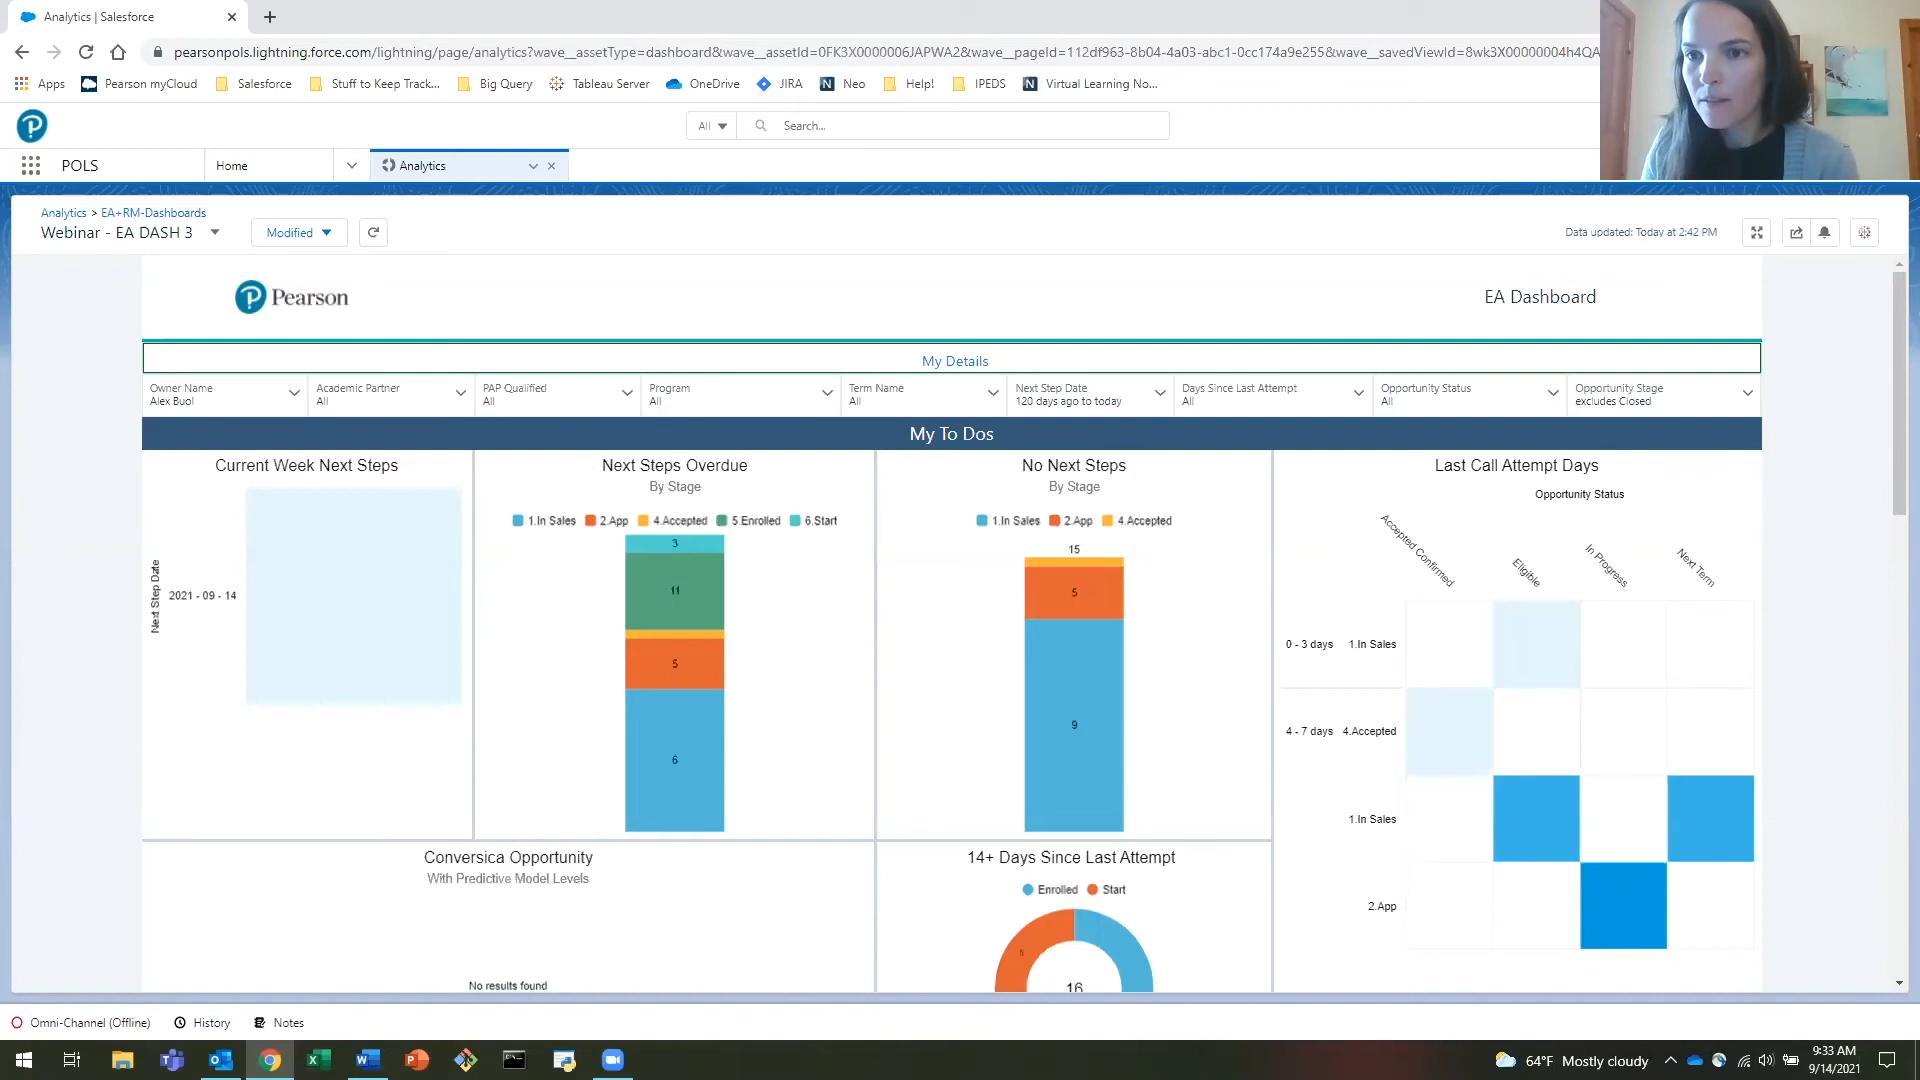 Analytics | Salesforce
pearsonpols.lightning.force.com/lightning/page/analytics?wave__assetType=dashboard&wave__assetId=0FK3X0000006JAPWA2&wave__pageId=112df963-8b04-4a03-abc1-0cc174a9e255&wave__savedViewId=8wk3X00000004h4QA
Apps Pearson myCloud Salesforce Stuff to Keep Track... Big Query Tableau Server OneDrive JIRA Neo Help! IPEDS Virtual Learning No...
All Search...
POLS Home Analytics
Analytics > EA+RM-Dashboards
Webinar - EA DASH 3 Modified Data updated: Today at 2:42 PM
Pearson EA Dashboard
My Details
Owner Name Academic Partner PAP Qualified Program Term Name Next Step Date Days Since Last Attempt Opportunity Status Opportunity Stage
Alex Buol All All All All 120 days ago to today All All excludes Closed
My To Dos
Current Week Next Steps
Next Step Date
2021 - 09 - 14
Next Steps Overdue
By Stage
1.In Sales 2.App 4.Accepted 5.Enrolled 6.Start
3
11
5
6
No Next Steps
By Stage
1.In Sales 2.App 4.Accepted
15
5
9
Last Call Attempt Days
Opportunity Status
Accepted Confirmed Eligible In Progress Next Term
0 - 3 days 1.In Sales
4 - 7 days 4.Accepted
1.In Sales
2.App
Conversica Opportunity
With Predictive Model Levels
No results found
14+ Days Since Last Attempt
Enrolled Start
16
Omni-Channel (Offline) History Notes
64°F Mostly cloudy
9:33 AM
9/14/2021